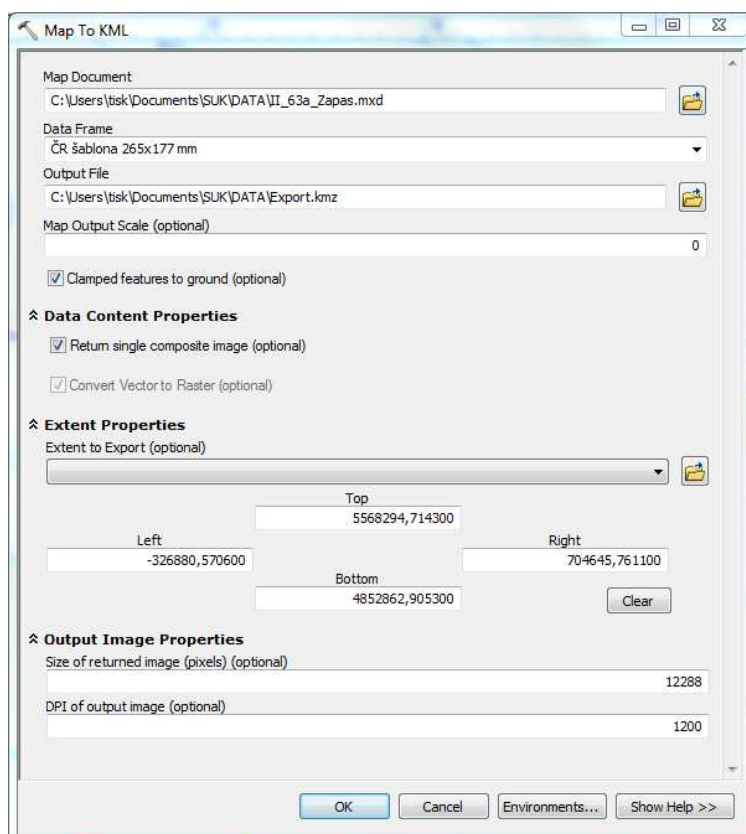 Map To KML
Map Document
C:\Users\tisk\Documents\SUK\DATA\II_63a_Zapas.mxd
Data Frame
ČR šablona 265x177 mm
Output File
C:\Users\tisk\Documents\SUK\DATA\Export.kmz
Map Output Scale (optional)
0
Clamped features to ground (optional)
Data Content Properties
Return single composite image (optional)
Convert Vector to Raster (optional)
Extent Properties
Extent to Export (optional)
Top
5568294,714300
Left Right
-326880,570600 704645,761100
Bottom
4852862,905300
Clear
Output Image Properties
Size of returned image (pixels) (optional)
12288
DPI of output image (optional)
1200
OK Cancel Environments... Show Help >>